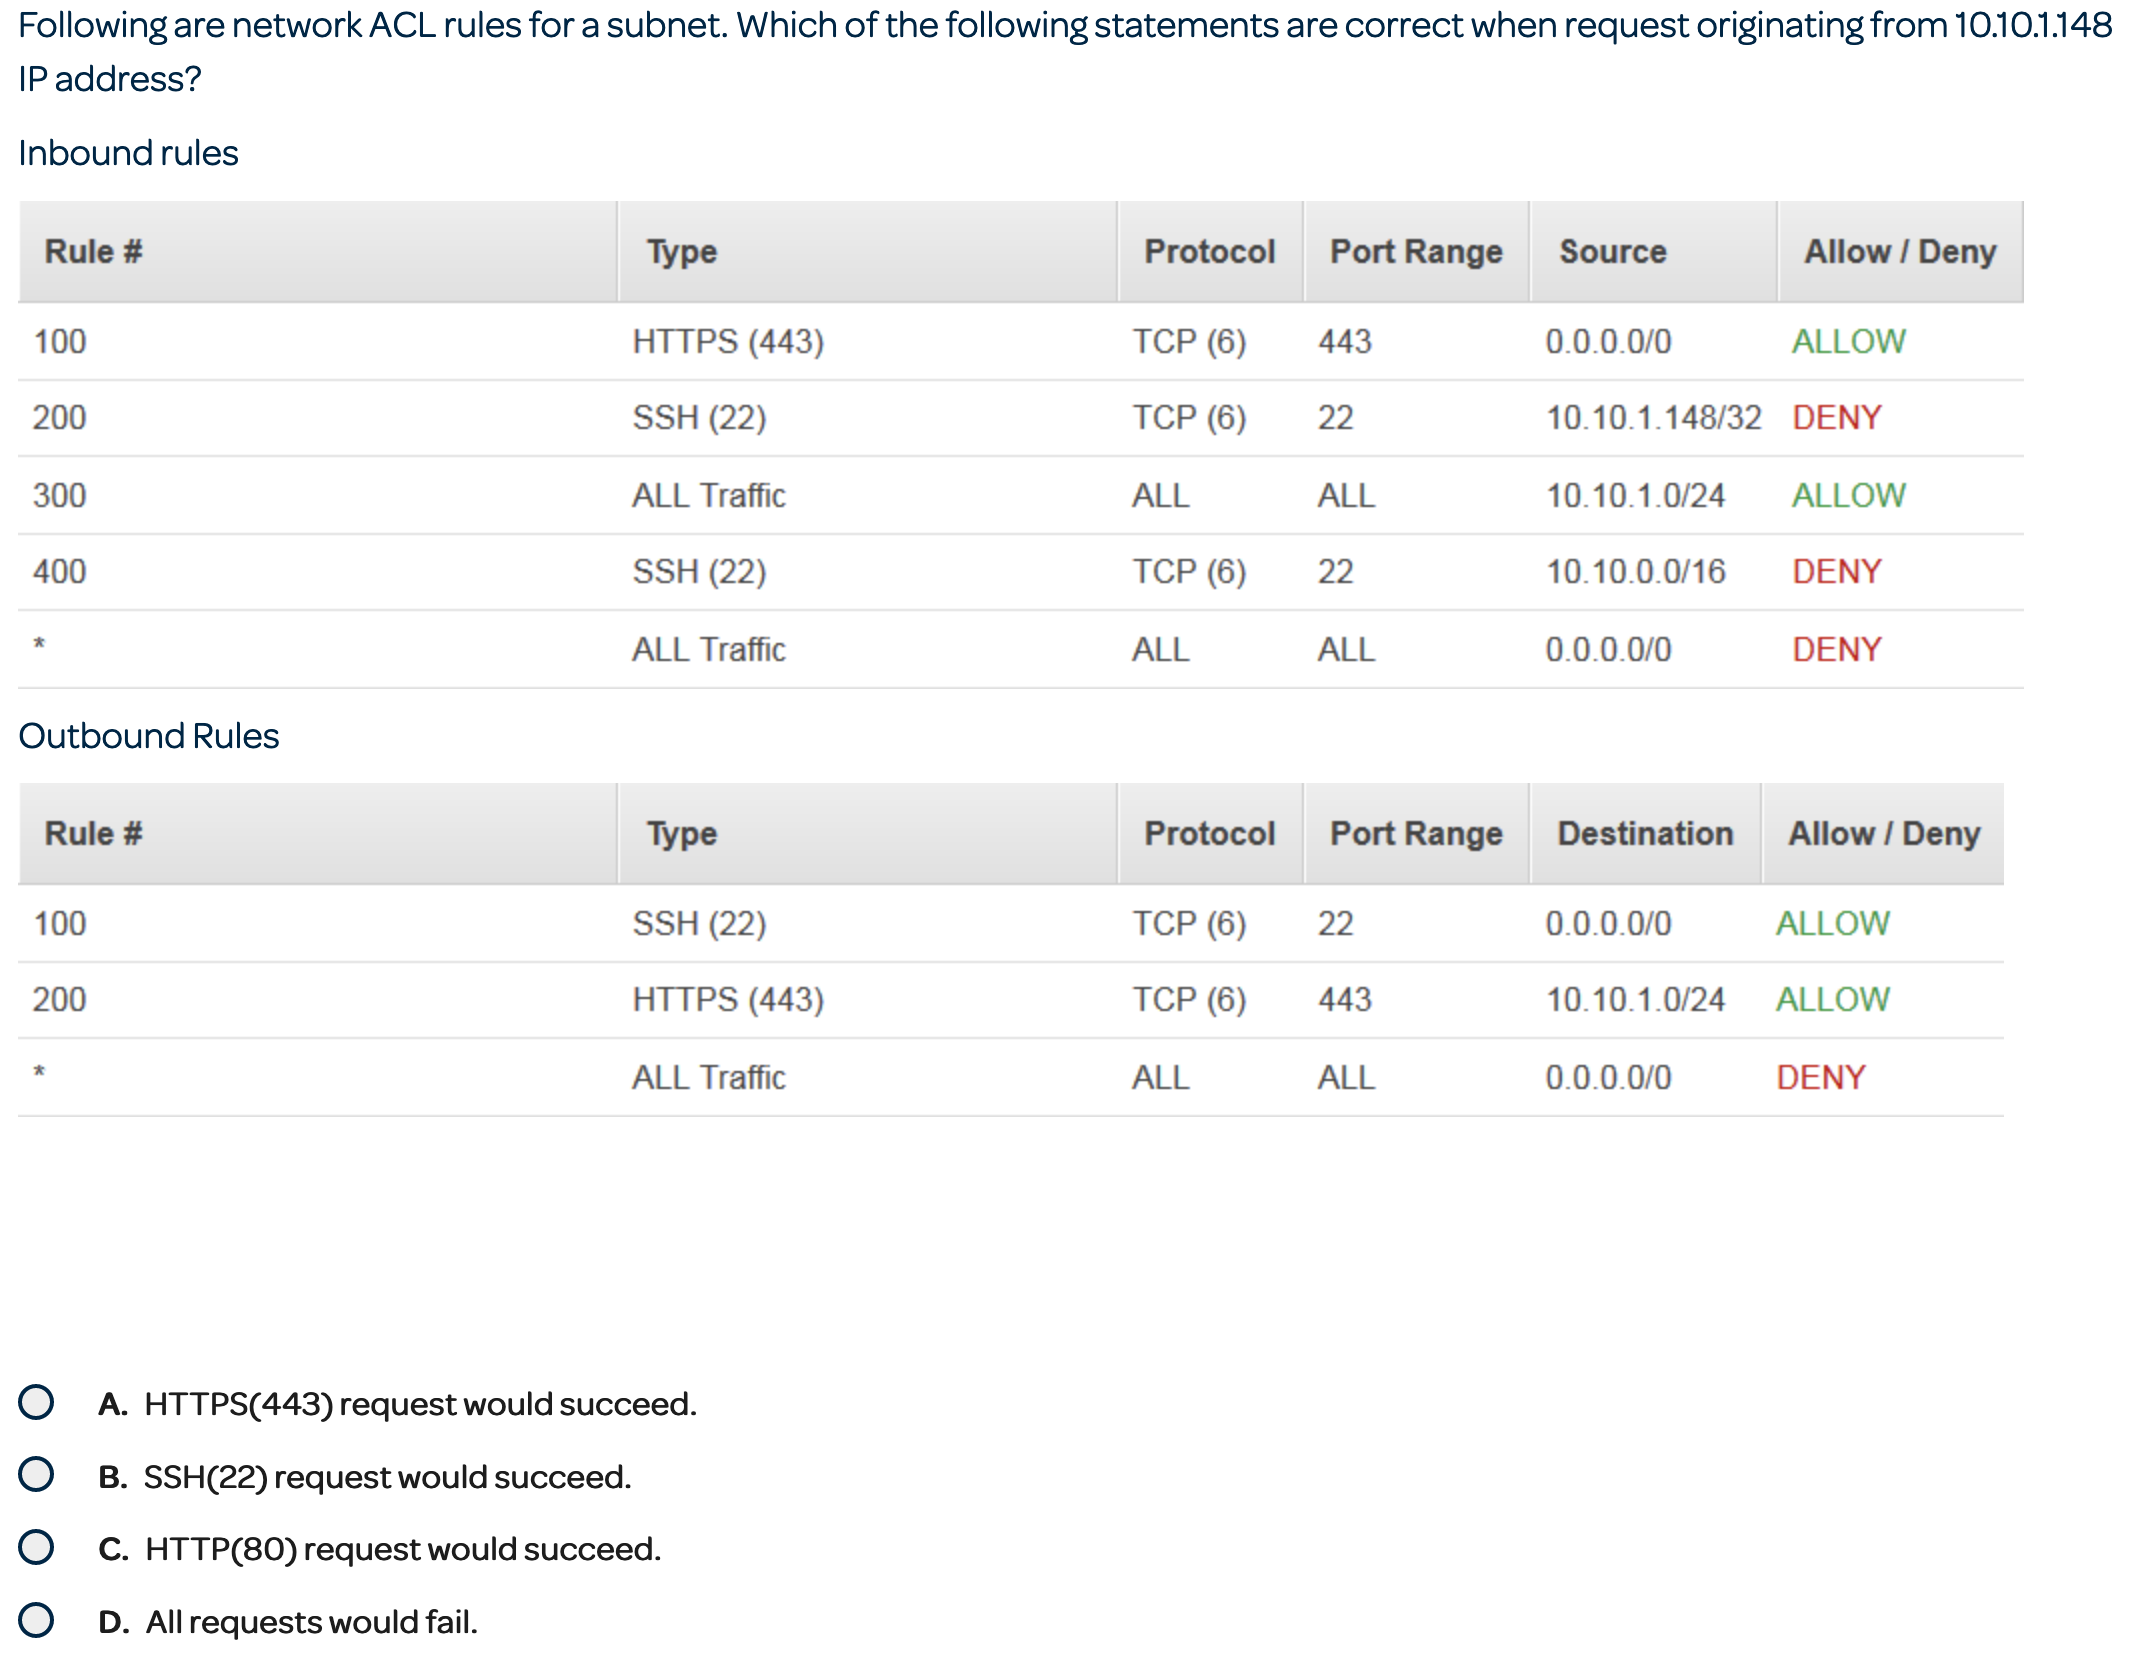 Following are network ACL rules for a subnet. Which of the following statements are correct when request originating from 10.10.1.148
IP address?
Inbound rules
Rule # Type Protocol Port Range Source Allow / Deny
100 HTTPS (443) TCP (6) 443 0.0.0.0/0 ALLOW
200 SSH (22) TCP (6) 22 10.10.1.148/32 DENY
300 ALL Traffic ALL ALL 10.10.1.0/24 ALLOW
400 SSH (22) TCP (6) 22 10.10.0.0/16 DENY
* ALL Traffic ALL ALL 0.0.0.0/0 DENY
Outbound Rules
Rule # Type Protocol Port Range Destination Allow / Deny
100 SSH (22) TCP (6) 22 0.0.0.0/0 ALLOW
200 HTTPS (443) TCP (6) 443 10.10.1.0/24 ALLOW
* ALL Traffic ALL ALL 0.0.0.0/0 DENY
A. HTTPS(443) request would succeed.
B. SSH(22) request would succeed.
C. HTTP(80) request would succeed.
D. All requests would fail.